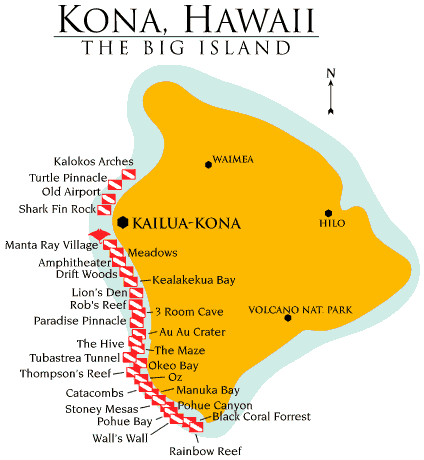 KONA, HAWAII
THE BIG ISLAND
N
WAIMEA
Kalokos Arches
Turtle Pinnacle
Old Airport
Shark Fin Rock
KAILUA-KONA
HILO
Manta Ray Village
Meadows
Amphitheater
Drift Woods
Kealakekua Bay
Lion's Den
Rob's Reef
3 Room Cave
VOLCANO NAT. PARK
Paradise Pinnacle
Au Au Crater
The Hive
The Maze
Tubastrea Tunnel
Okeo Bay
Thompson's Reef
Oz
Catacombs
Manuka Bay
Stoney Mesas
Pohue Canyon
Pohue Bay
Black Coral Forrest
Wall's Wall
Rainbow Reef